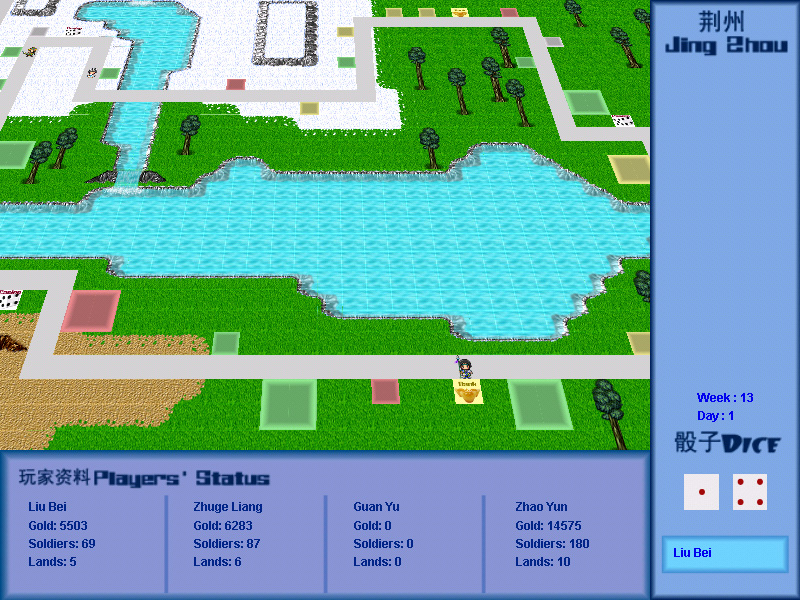 荆州
Jing Zhou
Week : 13
Day : 1
骰子DICE
Liu Bei
玩家资料Players' Status
Liu Bei
Gold: 5503
Soldiers: 69
Lands: 5
Zhuge Liang
Gold: 6283
Soldiers: 87
Lands: 6
Guan Yu
Gold: 0
Soldiers: 0
Lands: 0
Zhao Yun
Gold: 14575
Soldiers: 180
Lands: 10